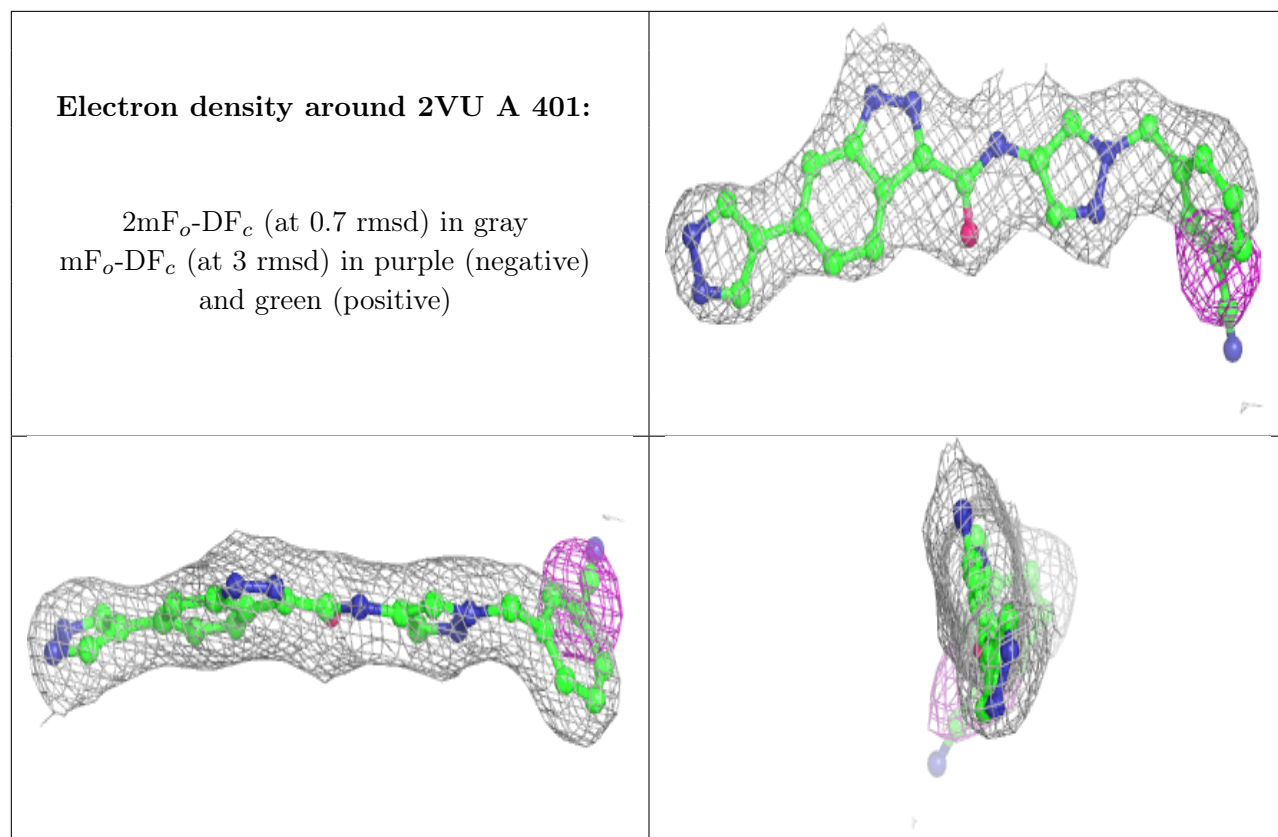 Electron density around 2VU A 401:
2mFo-DFc (at 0.7 rmsd) in gray
mFo-DFc (at 3 rmsd) in purple (negative)
and green (positive)